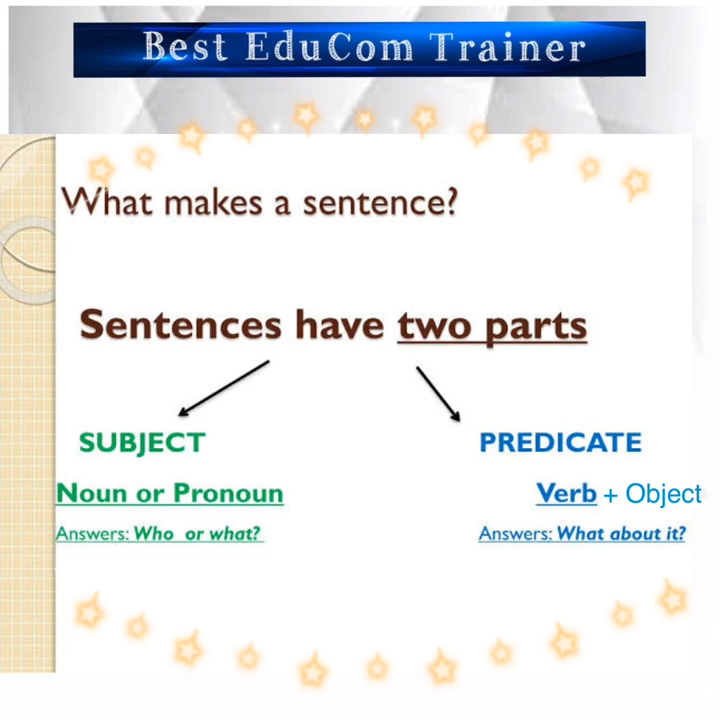 Best EduCom Trainer
What makes a sentence?
Sentences have two parts
SUBJECT
Noun or Pronoun
Answers: Who or what?
PREDICATE
Verb + Object
Answers: What about it?